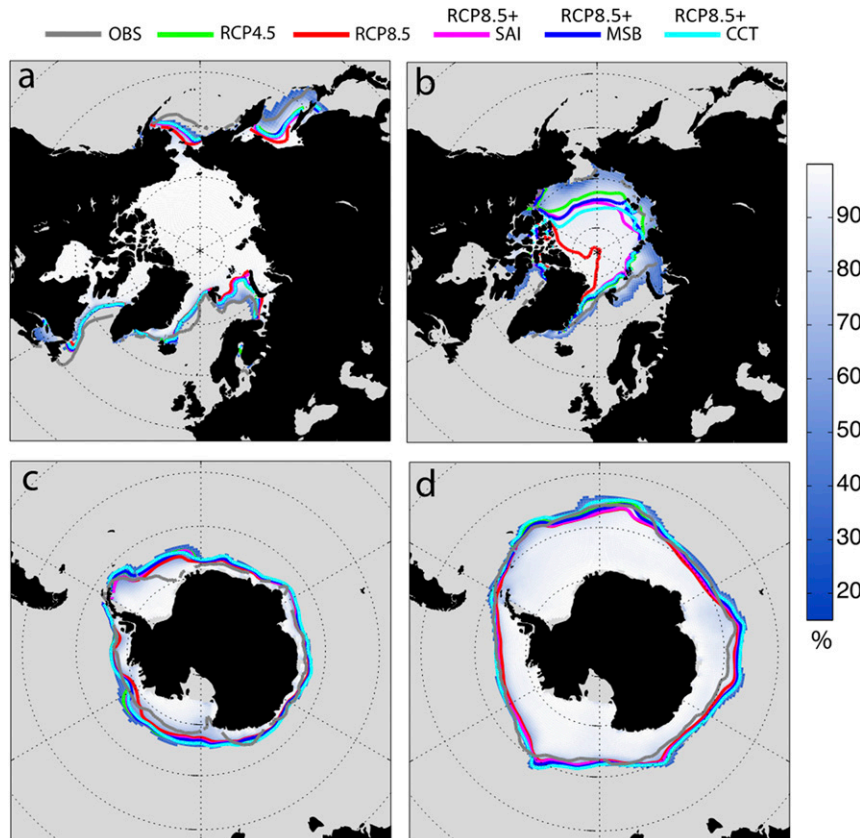 OBS
RCP4.5
RCP8.5
RCP8.5+
SAI
RCP8.5+
MSB
RCP8.5+
CCT
a
b
c
d
90
80
70
60
50
40
30
20
%